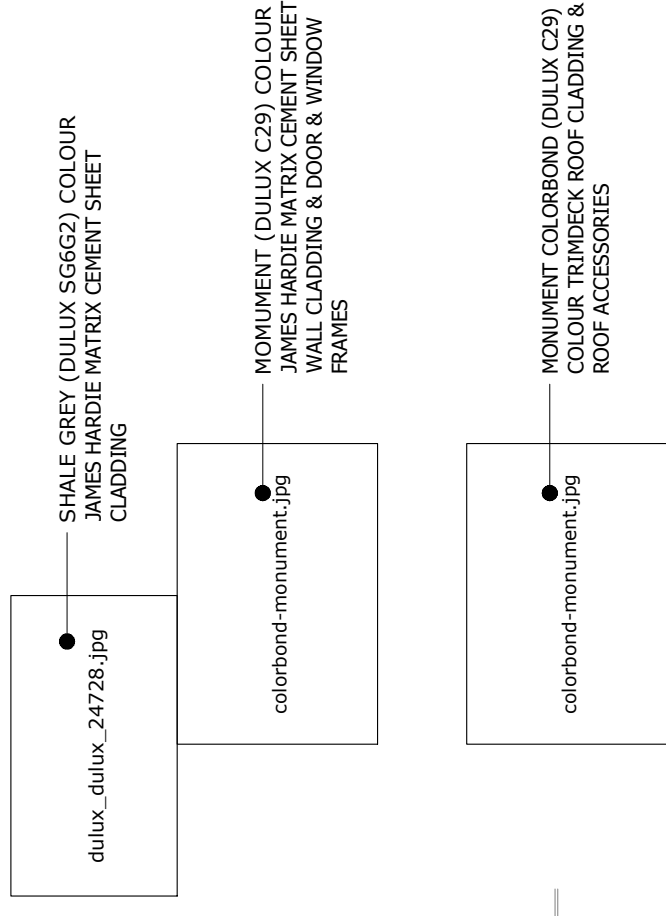 SHALE GREY (DULUX SG6G2) COLOUR
JAMES HARDIE MATRIX CEMENT SHEET
CLADDING
dulux_dulux_24728.jpg
MOMUMENT (DULUX C29) COLOUR
JAMES HARDIE MATRIX CEMENT SHEET
WALL CLADDING & DOOR & WINDOW
FRAMES
colorbond-monument.jpg
MONUMENT COLORBOND (DULUX C29)
COLOUR TRIMDECK ROOF CLADDING &
ROOF ACCESSORIES
colorbond-monument.jpg